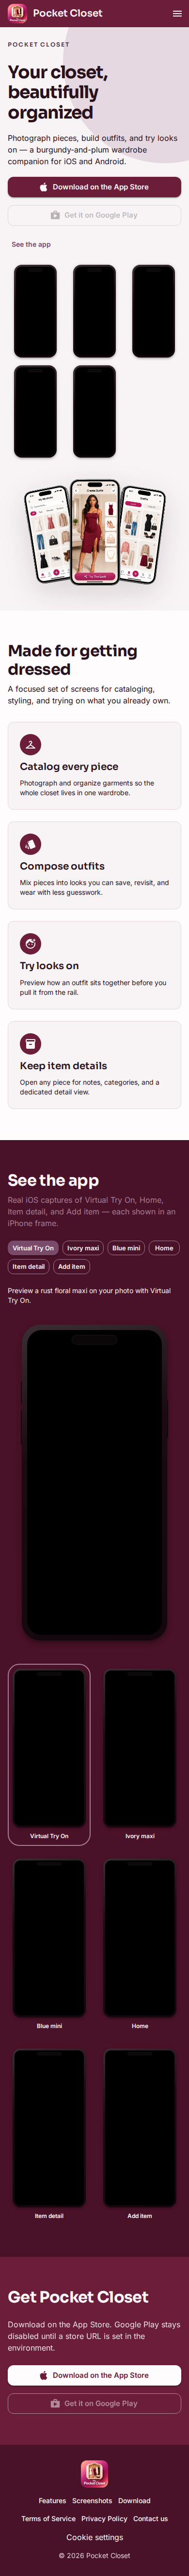 Pocket Closet
POCKET CLOSET
Your closet,
beautifully
organized
Photograph pieces, build outfits, and try looks
on — a burgundy-and-plum wardrobe
companion for iOS and Android.
Download on the App Store
Get it on Google Play
See the app
Made for getting
dressed
A focused set of screens for cataloging,
styling, and trying on what you already own.
Catalog every piece
Photograph and organize garments so the
whole closet lives in one wardrobe.
Compose outfits
Mix pieces into looks you can save, revisit, and
wear with less guesswork.
Try looks on
Preview how an outfit sits together before you
pull it from the rail.
Keep item details
Open any piece for notes, categories, and a
dedicated detail view.
See the app
Real iOS captures of Virtual Try On, Home,
Item detail, and Add item — each shown in an
iPhone frame.
Virtual Try On
Ivory maxi
Blue mini
Home
Item detail
Add item
Preview a rust floral maxi on your photo with Virtual
Try On.
Virtual Try On
Ivory maxi
Blue mini
Home
Item detail
Add item
Get Pocket Closet
Download on the App Store. Google Play stays
disabled until a store URL is set in the
environment.
Download on the App Store
Get it on Google Play
Features Screenshots Download
Terms of Service Privacy Policy Contact us
Cookie settings
© 2026 Pocket Closet